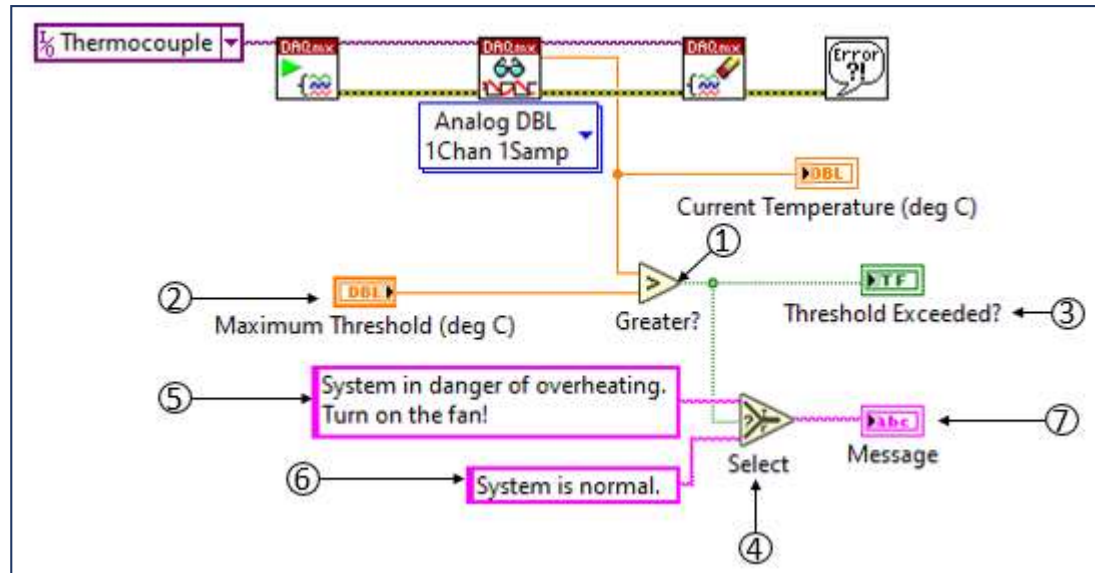 I/O Thermocouple
DAQmx
DAQmx
DAQmx
Error
?!
Analog DBL
1Chan 1Samp
DBL
Current Temperature (deg C)
①
>
②
DBL
Maximum Threshold (deg C)
Greater?
TF
Threshold Exceeded?
③
⑤
System in danger of overheating.
Turn on the fan!
?
T
F
abc
⑦
Message
Select
⑥
System is normal.
④